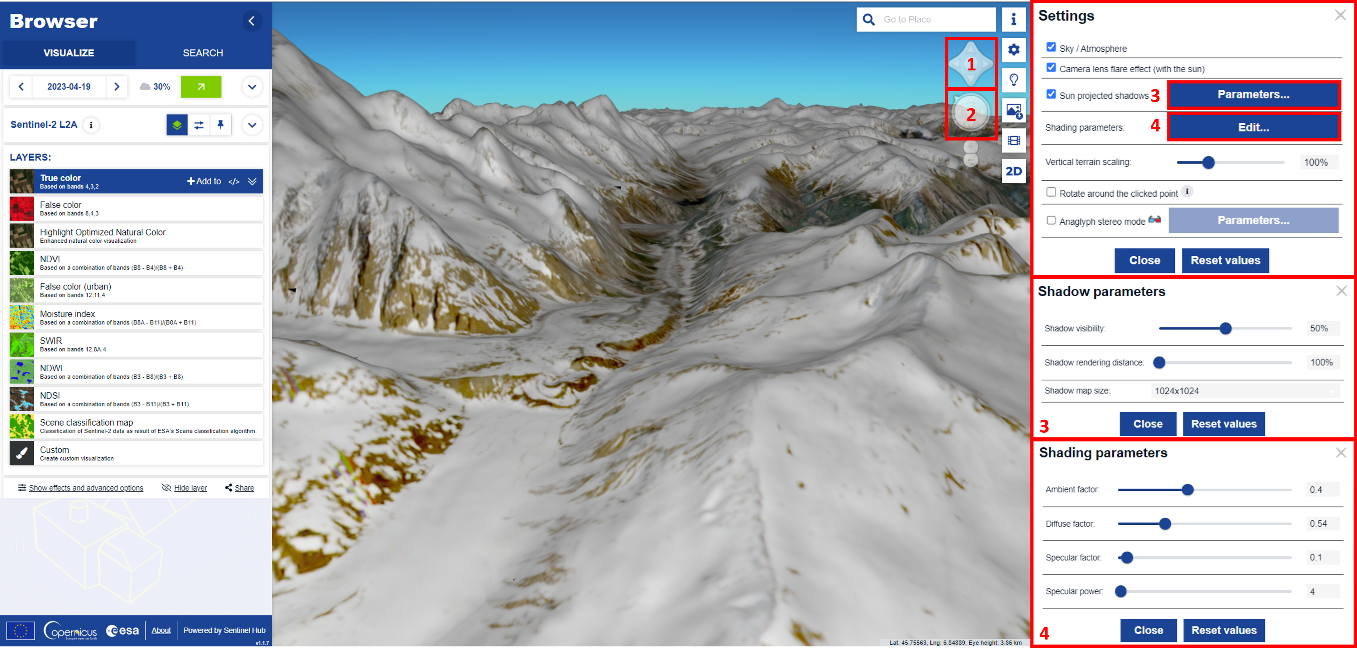 Browser
VISUALIZE SEARCH
2023-04-19 30%
Sentinel-2 L2A i
LAYERS:
True color
Based on bands 4,3,2
+ Add to </>
False color
Based on bands 8,4,3
Highlight Optimized Natural Color
Enhanced natural color visualization
NDVI
Based on a combination of bands (B8 - B4)/(B8 + B4)
False color (urban)
Based on bands 12,11,4
Moisture index
Based on a combination of bands (B8A - B11)/(B8A + B11)
SWIR
Based on bands 12,8A,4
NDWI
Based on a combination of bands (B3 - B8)/(B3 + B8)
NDSI
Based on a combination of bands (B3 - B11)/(B3 + B11)
Scene classification map
Classification of Sentinel-2 data as result of ESA's Scene classification algorithm.
Custom
Create custom visualization
Show effects and advanced options Hide layer Share
opernicus esa About Powered by Sentinel Hub
v1.1.7
Go to Place i
1
2
2D
Lat: 45.75563, Lng: 6.84889, Eye height: 3.86 km
Settings
Sky / Atmosphere
Camera lens flare effect (with the sun)
Sun projected shadows 3 Parameters...
Shading parameters: 4 Edit...
Vertical terrain scaling: 100%
Rotate around the clicked point i
Anaglyph stereo mode Parameters...
Close Reset values
Shadow parameters
Shadow visibility: 50%
Shadow rendering distance: 100%
Shadow map size: 1024x1024
3 Close Reset values
Shading parameters
Ambient factor: 0.4
Diffuse factor: 0.54
Specular factor: 0.1
Specular power: 4
4 Close Reset values